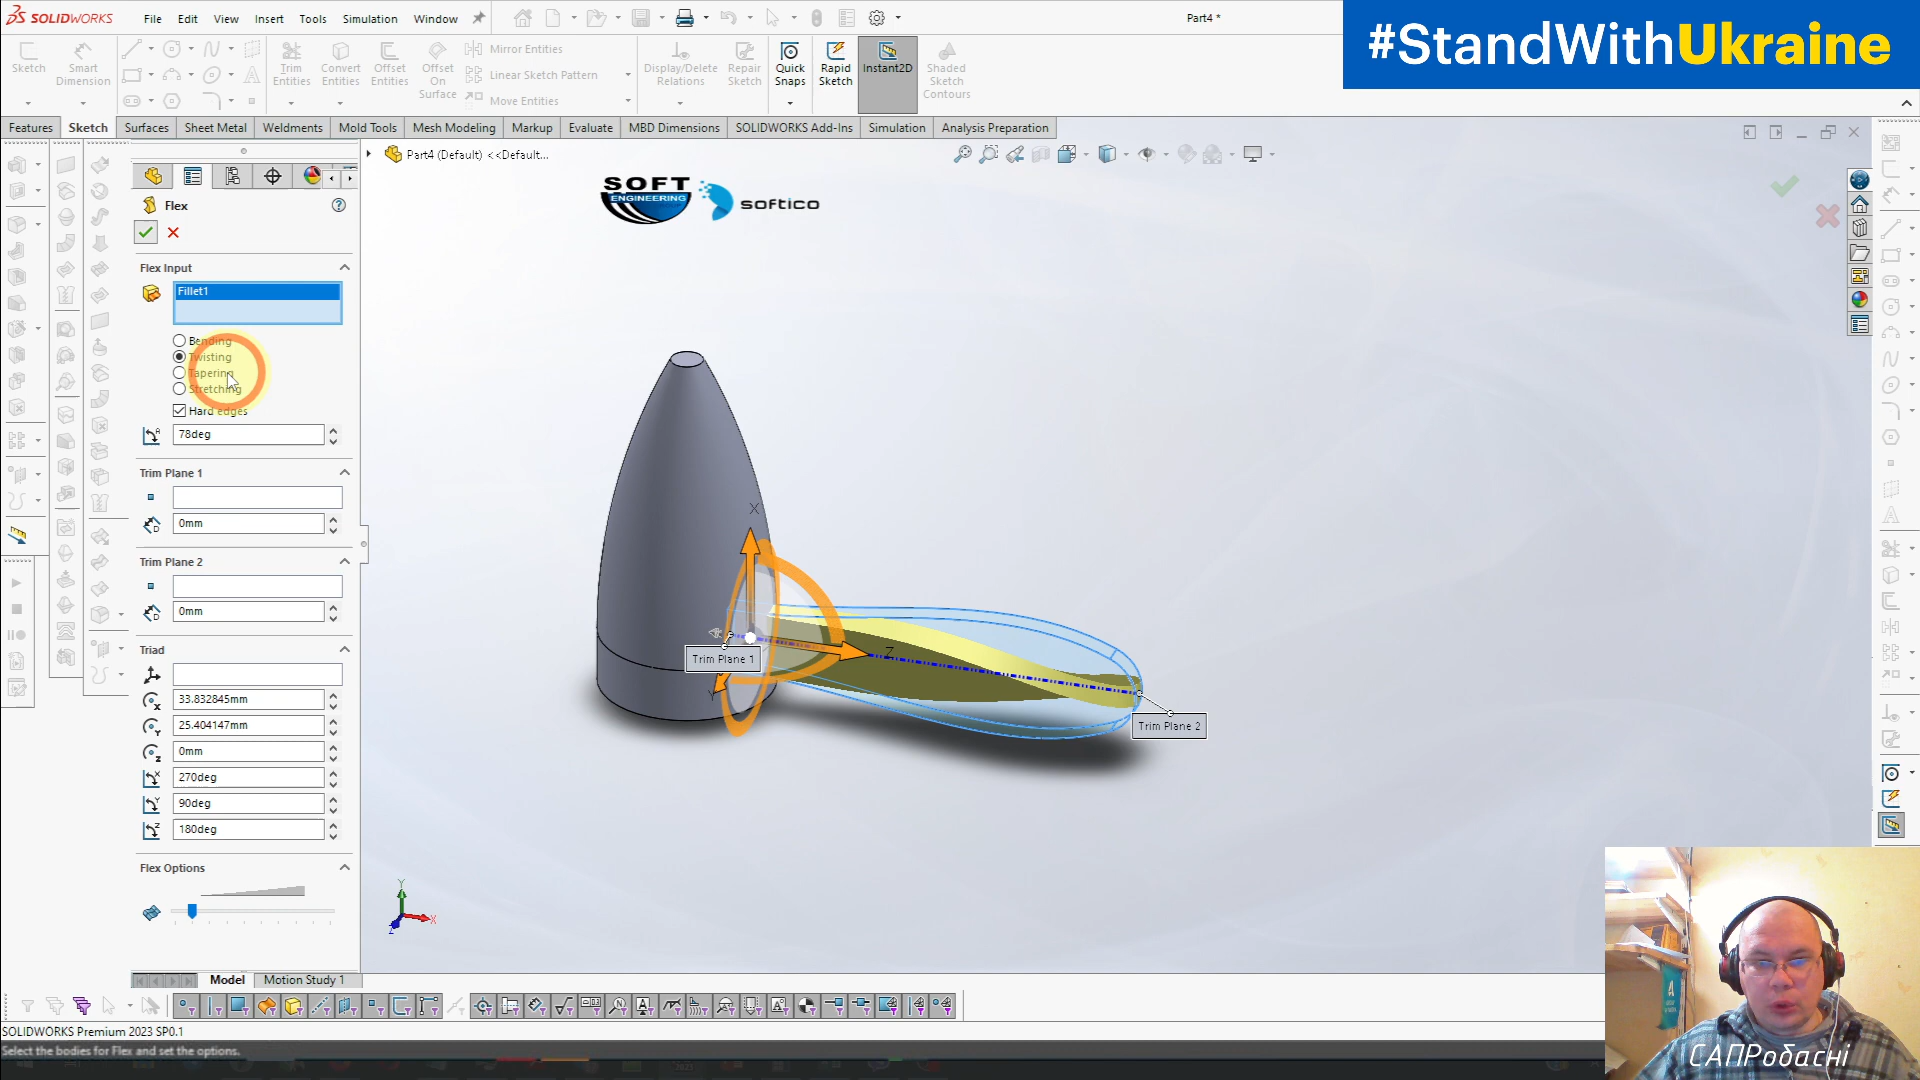 SOLIDWORKS File Edit View Insert Tools Simulation Window Part4 *
#StandWithUkraine
Sketch Smart Dimension Trim Entities Convert Entities Offset Entities Offset On Surface Mirror Entities Linear Sketch Pattern Move Entities Display/Delete Relations Repair Sketch Quick Snaps Rapid Sketch Instant2D Shaded Sketch Contours
Features Sketch Surfaces Sheet Metal Weldments Mold Tools Mesh Modeling Markup Evaluate MBD Dimensions SOLIDWORKS Add-Ins Simulation Analysis Preparation
Part4 (Default) <<Default...
SOFT
ENGINEERING
softico
Flex
Flex Input
Fillet1
Bending
Twisting
Tapering
Stretching
Hard edges
78deg
Trim Plane 1
0mm
Trim Plane 2
0mm
Triad
33.832845mm
25.404147mm
0mm
270deg
90deg
180deg
Flex Options
X
Z
Y
Trim Plane 1
Trim Plane 2
Y
X
Z
Model Motion Study 1
SOLIDWORKS Premium 2023 SP0.1
Select the bodies for Flex and set the options.
САПРобасні